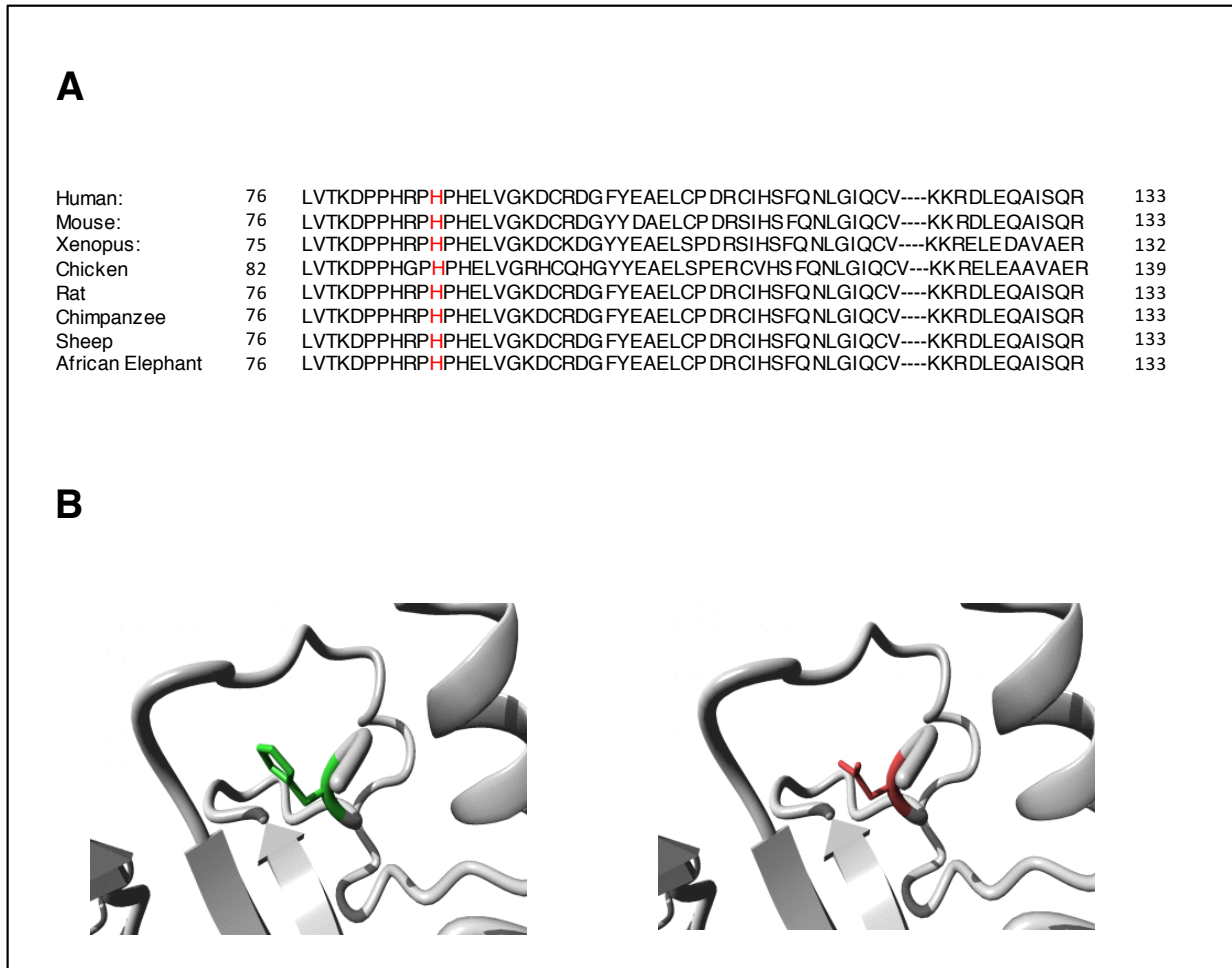 A
Human: 76 LVTKDPPHRPHPHELVGKDCRDGFYEAELCPDRCIHSFQNLGIQCV----KKRDLEQAISQR 133
Mouse: 76 LVTKDPPHRPHPHELVGKDCRDGYYDAELCPDRSIHSFQNLGIQCV----KKRDLEQAISQR 133
Xenopus: 75 LVTKDPPHRPHPHELVGKDCKDGYYEAELSPDRSIHSFQNLGIQCV----KKRELEDAVAER 132
Chicken 82 LVTKDPPHGPHPHELVGRHCQHGYYEAELSPERCVHSFQNLGIQCV---KKRELEAAVAER 139
Rat 76 LVTKDPPHRPHPHELVGKDCRDGFYEAELCPDRCIHSFQNLGIQCV----KKRDLEQAISQR 133
Chimpanzee 76 LVTKDPPHRPHPHELVGKDCRDGFYEAELCPDRCIHSFQNLGIQCV----KKRDLEQAISQR 133
Sheep 76 LVTKDPPHRPHPHELVGKDCRDGFYEAELCPDRCIHSFQNLGIQCV----KKRDLEQAISQR 133
African Elephant 76 LVTKDPPHRPHPHELVGKDCRDGFYEAELCPDRCIHSFQNLGIQCV----KKRDLEQAISQR 133
B